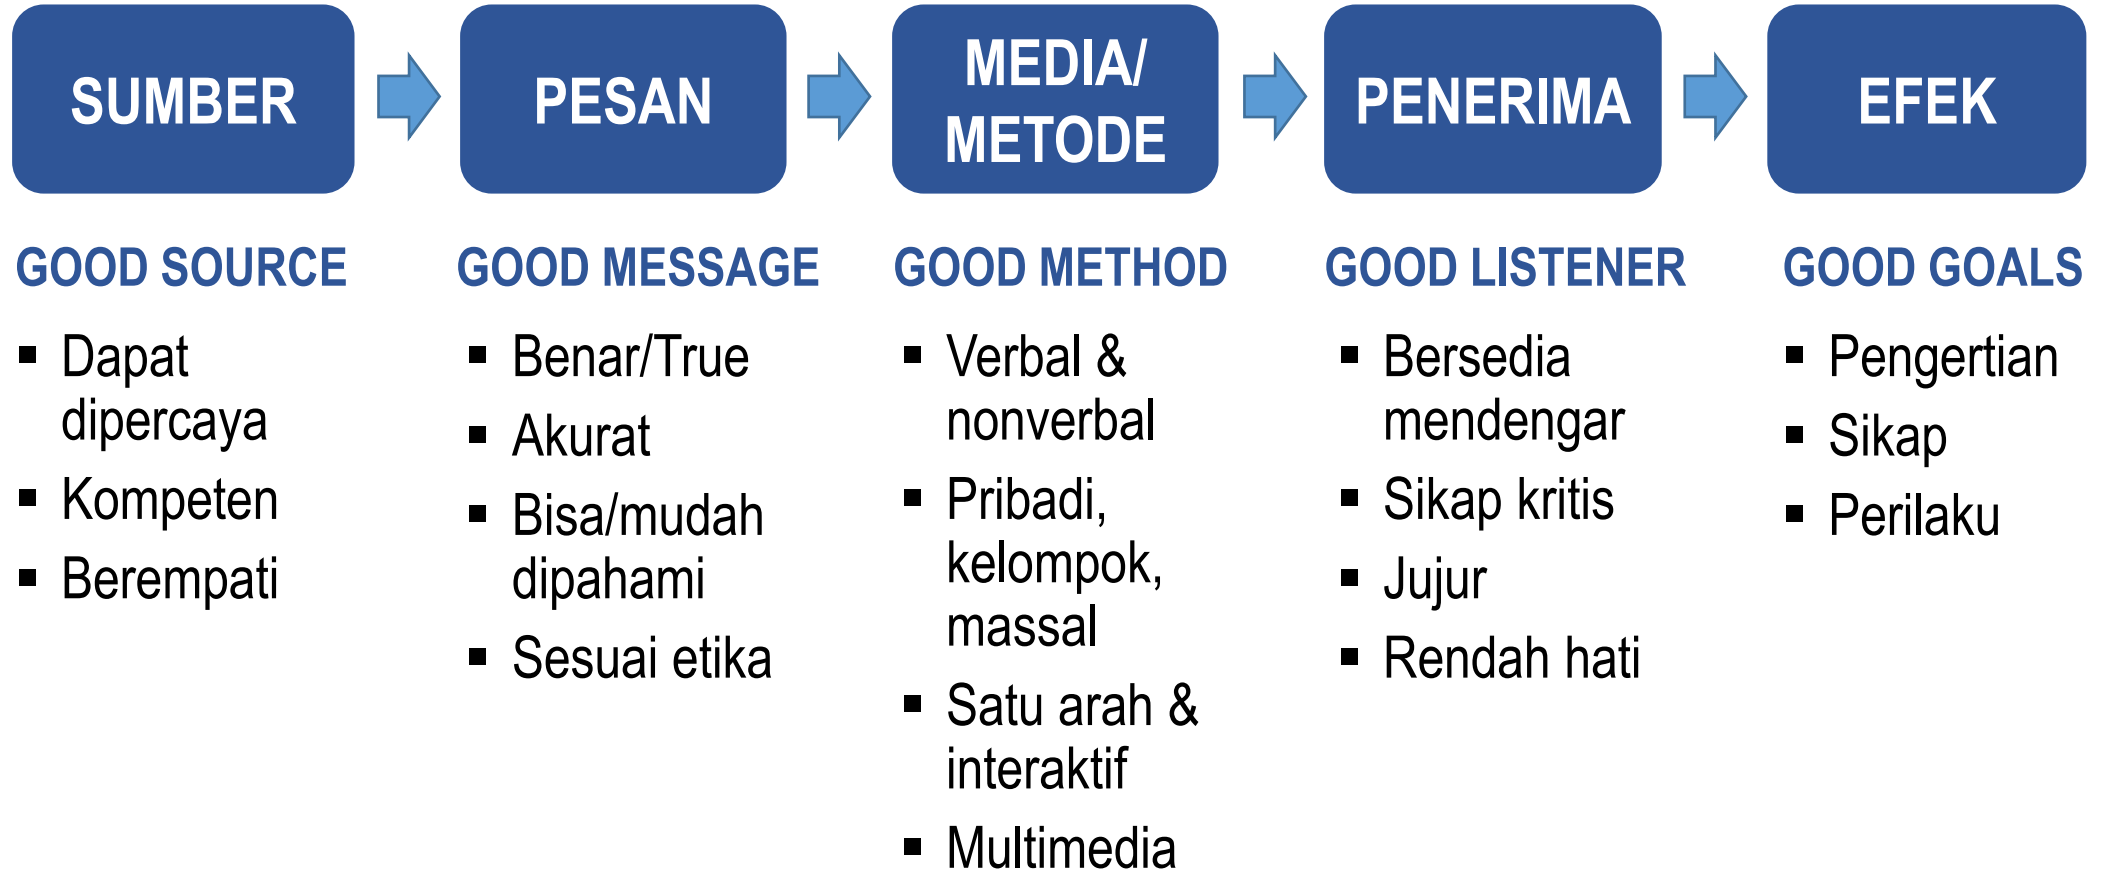 SUMBER
PESAN
MEDIA/
METODE
PENERIMA
EFEK
GOOD SOURCE
▪ Dapat
dipercaya
▪ Kompeten
▪ Berempati
GOOD MESSAGE
▪ Benar/True
▪ Akurat
▪ Bisa/mudah
dipahami
▪ Sesuai etika
GOOD METHOD
▪ Verbal &
nonverbal
▪ Pribadi,
kelompok,
massal
▪ Satu arah &
interaktif
▪ Multimedia
GOOD LISTENER
▪ Bersedia
mendengar
▪ Sikap kritis
▪ Jujur
▪ Rendah hati
GOOD GOALS
▪ Pengertian
▪ Sikap
▪ Perilaku